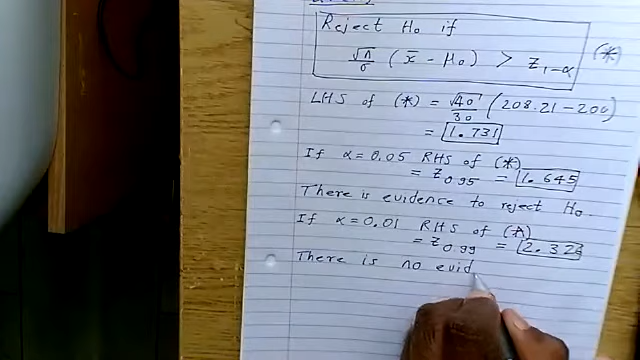 Reject H₀ if
√n/σ (x̄ - μ₀) > z₁₋α (*)
LHS of (*) = √40/30 (208.21 - 200)
= 1.731
If α = 0.05 RHS of (*)
= z₀.₉₅ = 1.645
There is evidence to reject H₀.
If α = 0.01 RHS of (*)
= z₀.₉₉ = 2.326
There is no evid